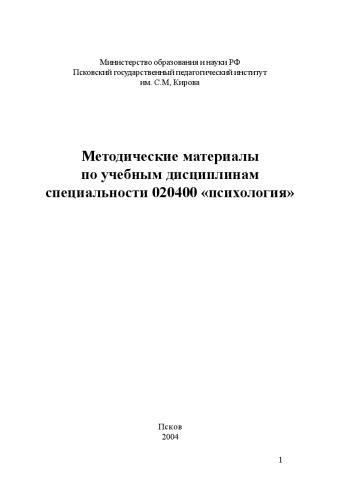 Министерство образования и науки РФ
Псковский государственный педагогический институт
им. С.М, Кирова
Методические материалы
по учебным дисциплинам
специальности 020400 «психология»
Псков
2004
1